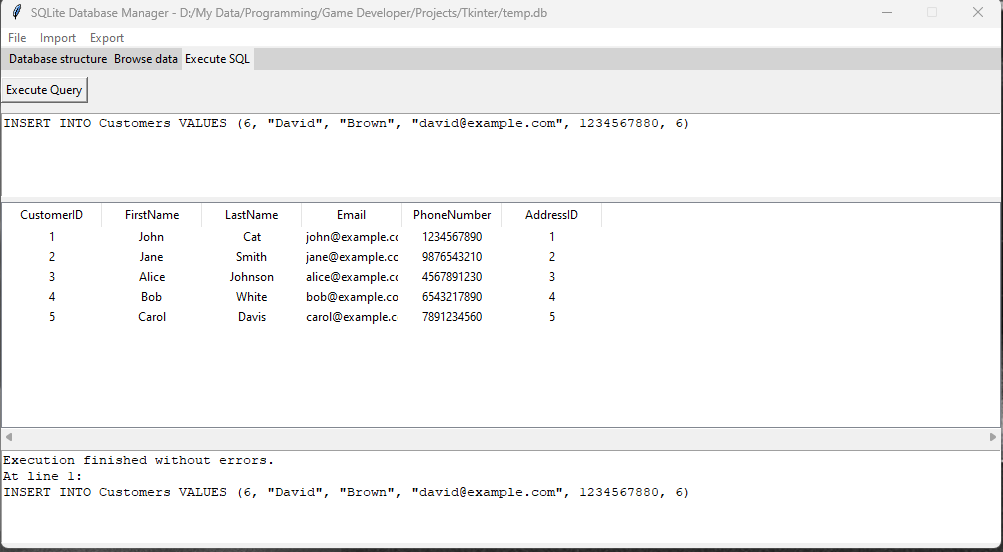 SQLite Database Manager - D:/My Data/Programming/Game Developer/Projects/Tkinter/temp.db
File Import Export
Database structure Browse data Execute SQL
Execute Query
INSERT INTO Customers VALUES (6, "David", "Brown", "david@example.com", 1234567880, 6)
CustomerID FirstName LastName Email PhoneNumber AddressID
1 John Cat john@example.cc 1234567890 1
2 Jane Smith jane@example.cc 9876543210 2
3 Alice Johnson alice@example.cc 4567891230 3
4 Bob White bob@example.co 6543217890 4
5 Carol Davis carol@example.c 7891234560 5
Execution finished without errors.
At line 1:
INSERT INTO Customers VALUES (6, "David", "Brown", "david@example.com", 1234567880, 6)